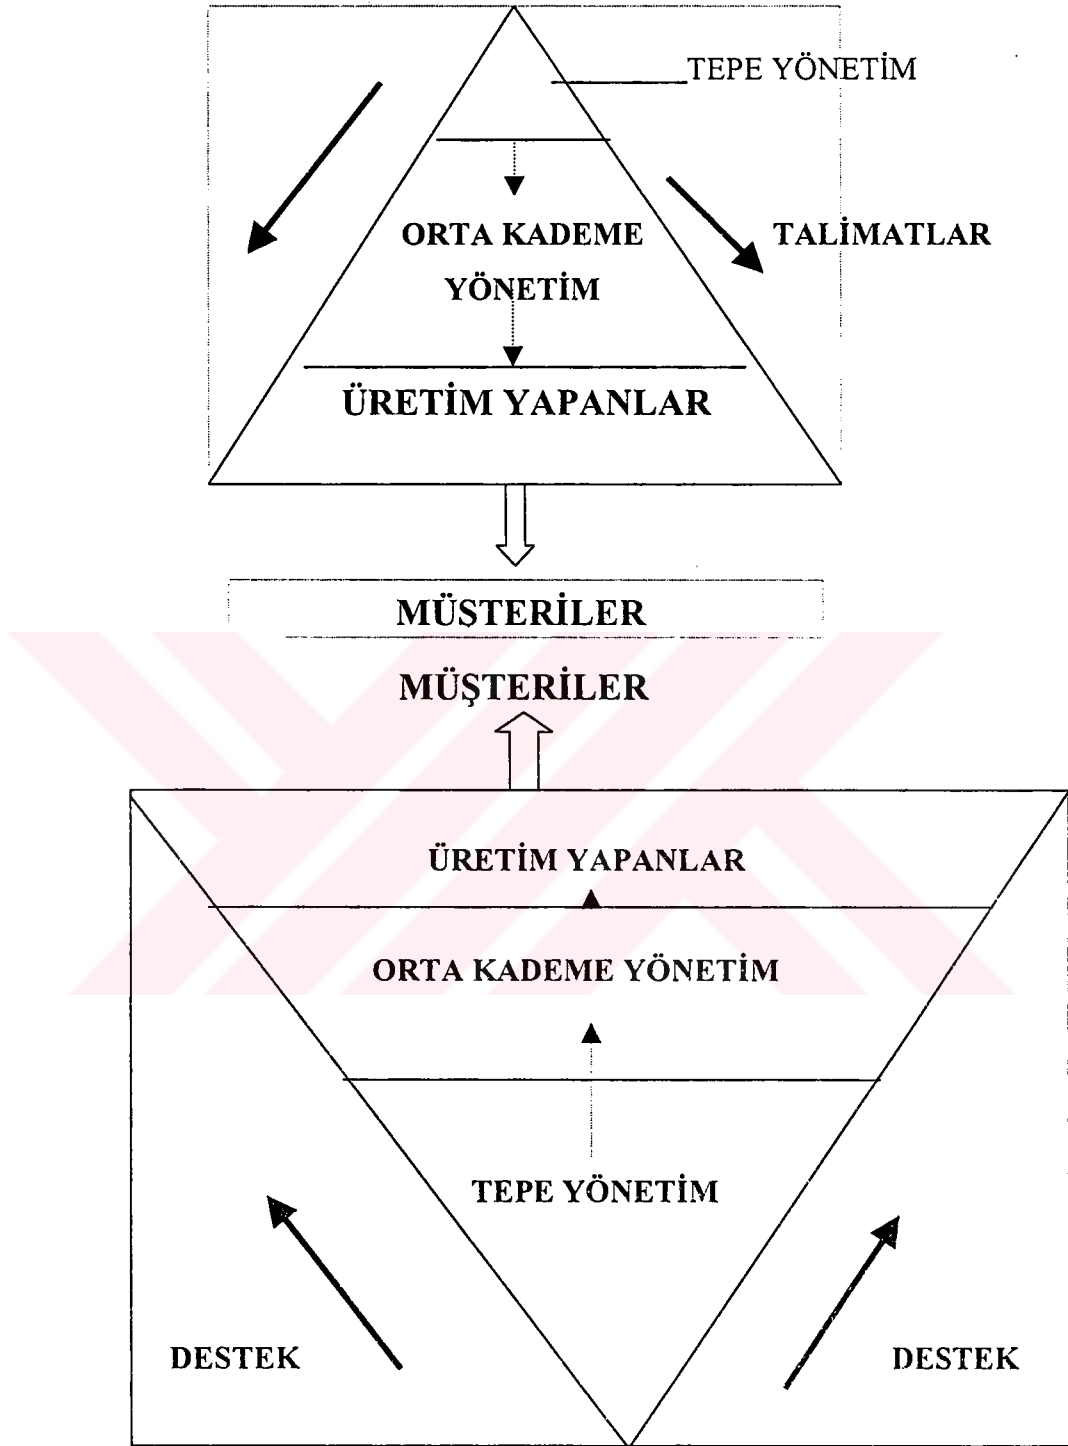 TEPE YÖNETİM
ORTA KADEME
YÖNETİM
TALİMATLAR
ÜRETİM YAPANLAR
MÜŞTERİLER
MÜŞTERİLER
ÜRETİM YAPANLAR
ORTA KADEME YÖNETİM
TEPE YÖNETİM
DESTEK
DESTEK